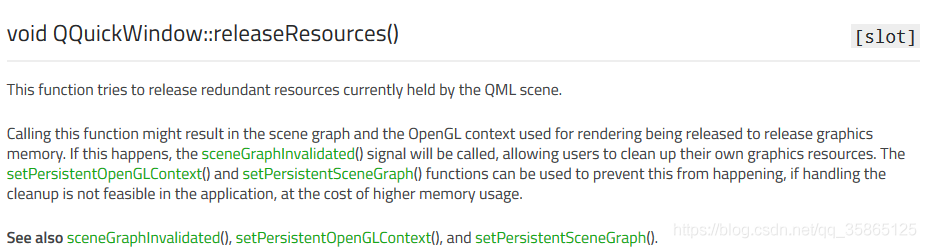 void QQuickWindow::releaseResources()
[slot]
This function tries to release redundant resources currently held by the QML scene.
Calling this function might result in the scene graph and the OpenGL context used for rendering being released to release graphics
memory. If this happens, the sceneGraphInvalidated() signal will be called, allowing users to clean up their own graphics resources. The
setPersistentOpenGLContext() and setPersistentSceneGraph() functions can be used to prevent this from happening, if handling the
cleanup is not feasible in the application, at the cost of higher memory usage.
See also sceneGraphInvalidated(), setPersistentOpenGLContext(), and setPersistentSceneGraph().
https://blog.csdn.net/qq_35865125